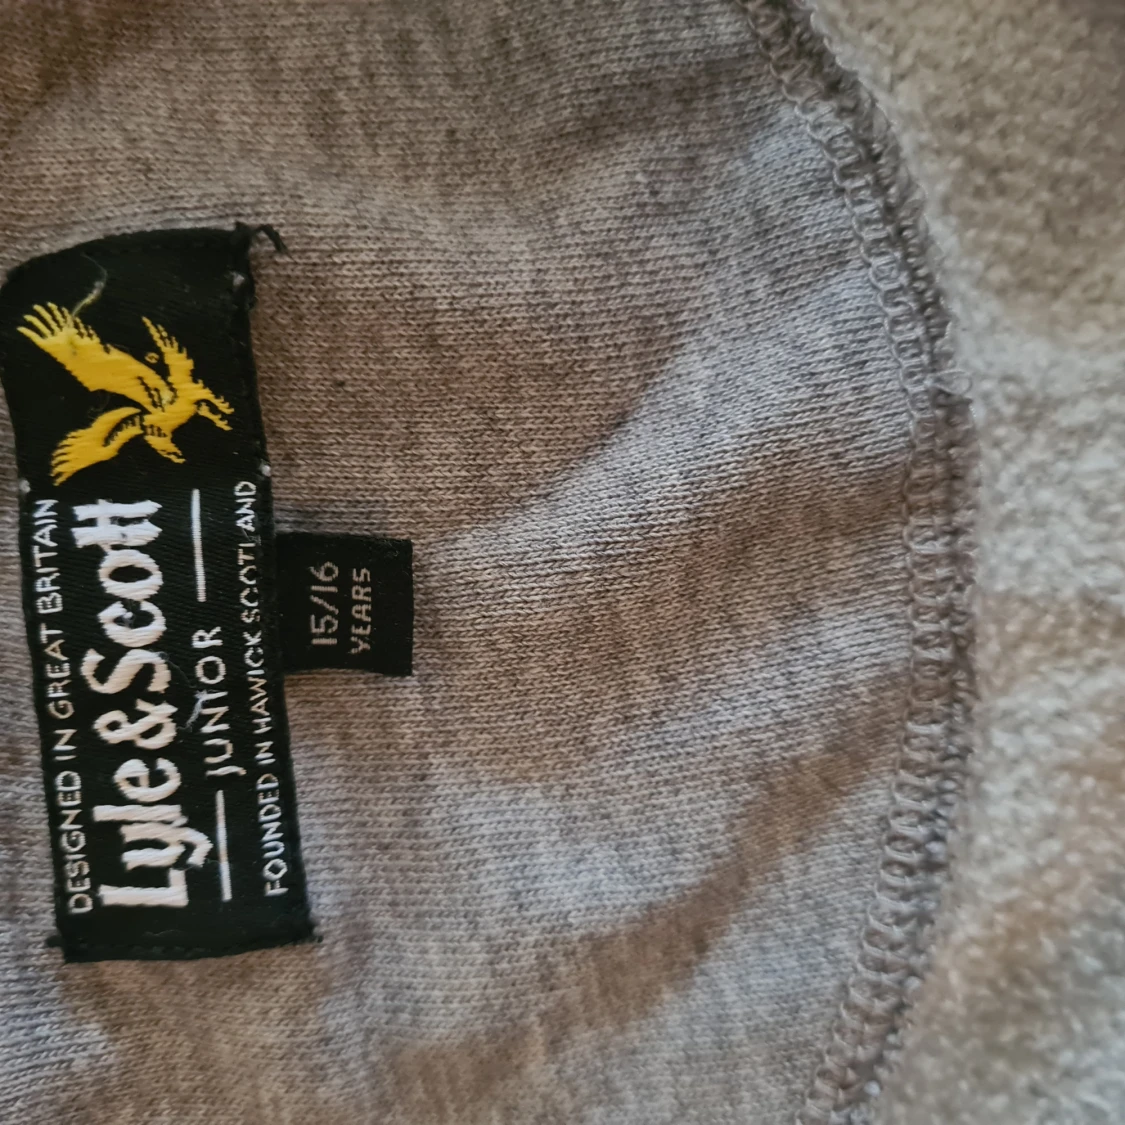 DESIGNED IN GREAT BRITAIN
Lyle&Scott
JUNIOR
FOUNDED IN HAWICK SCOTLAND
15/16
YEARS